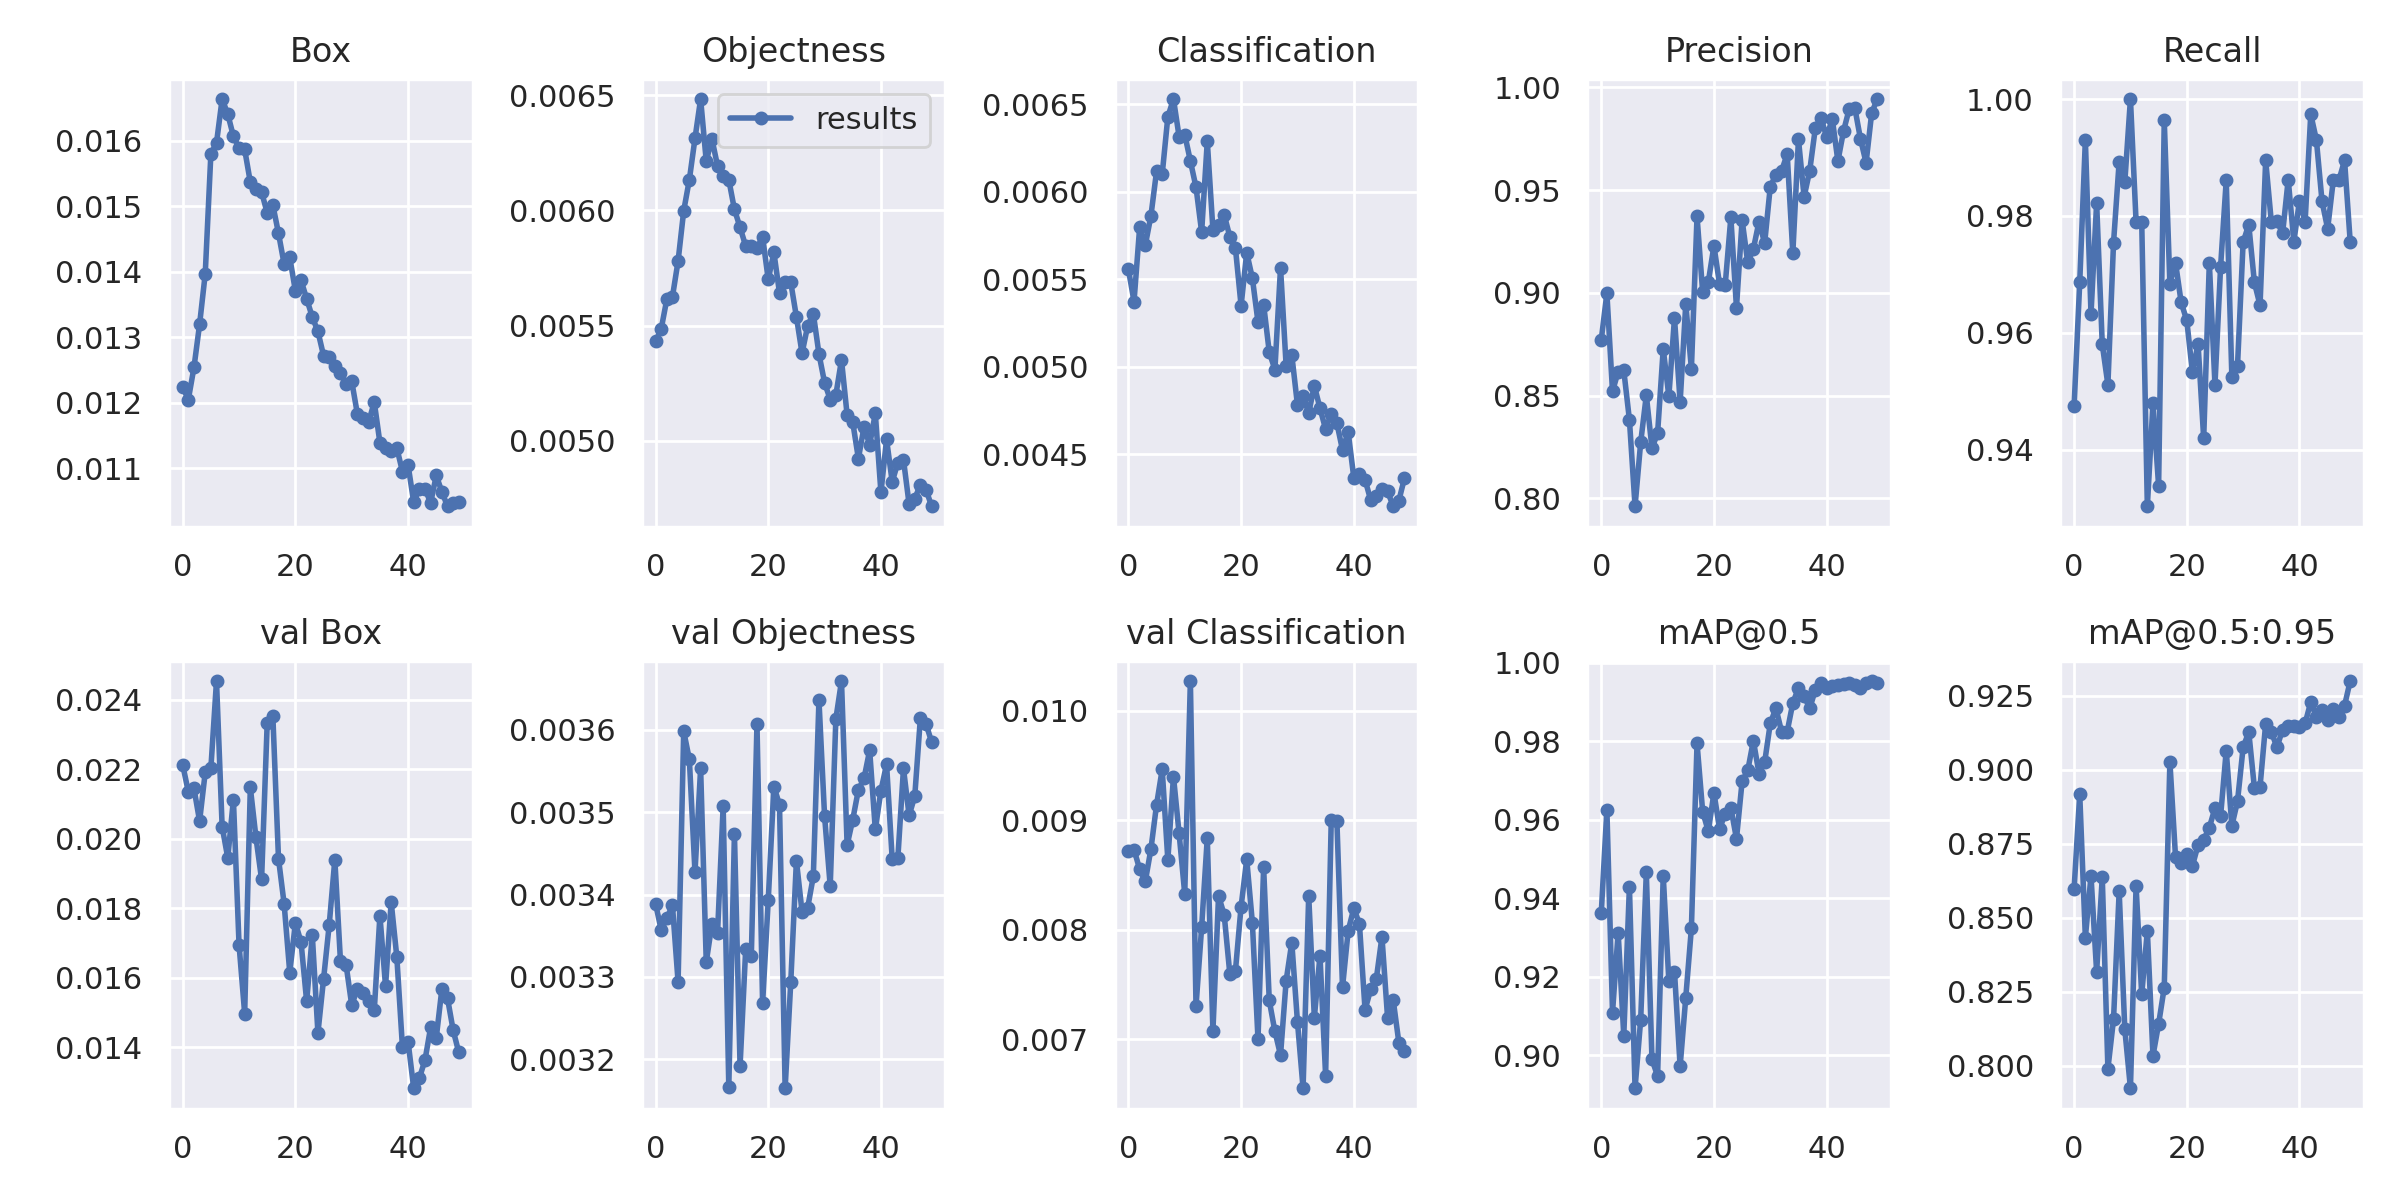 Box
0.016
0.015
0.014
0.013
0.012
0.011
0 20 40
Objectness
results
0.0065
0.0060
0.0055
0.0050
0 20 40
Classification
0.0065
0.0060
0.0055
0.0050
0.0045
0 20 40
Precision
1.00
0.95
0.90
0.85
0.80
0 20 40
Recall
1.00
0.98
0.96
0.94
0 20 40
val Box
0.024
0.022
0.020
0.018
0.016
0.014
0 20 40
val Objectness
0.0036
0.0035
0.0034
0.0033
0.0032
0 20 40
val Classification
0.010
0.009
0.008
0.007
0 20 40
mAP@0.5
1.00
0.98
0.96
0.94
0.92
0.90
0 20 40
mAP@0.5:0.95
0.925
0.900
0.875
0.850
0.825
0.800
0 20 40